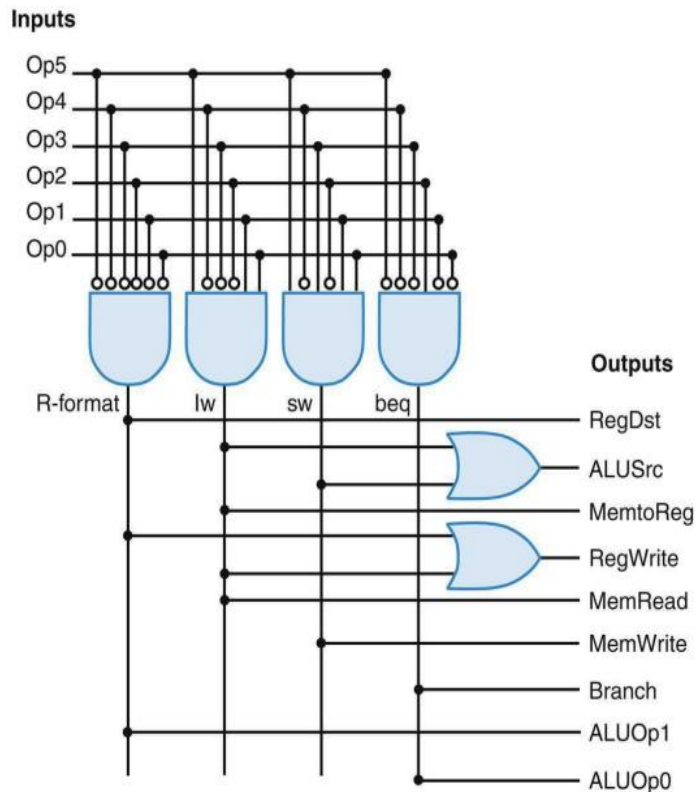 Inputs
Op5
Op4
Op3
Op2
Op1
Op0
R-format
lw
sw
beq
Outputs
RegDst
ALUSrc
MemtoReg
RegWrite
MemRead
MemWrite
Branch
ALUOp1
ALUOp0